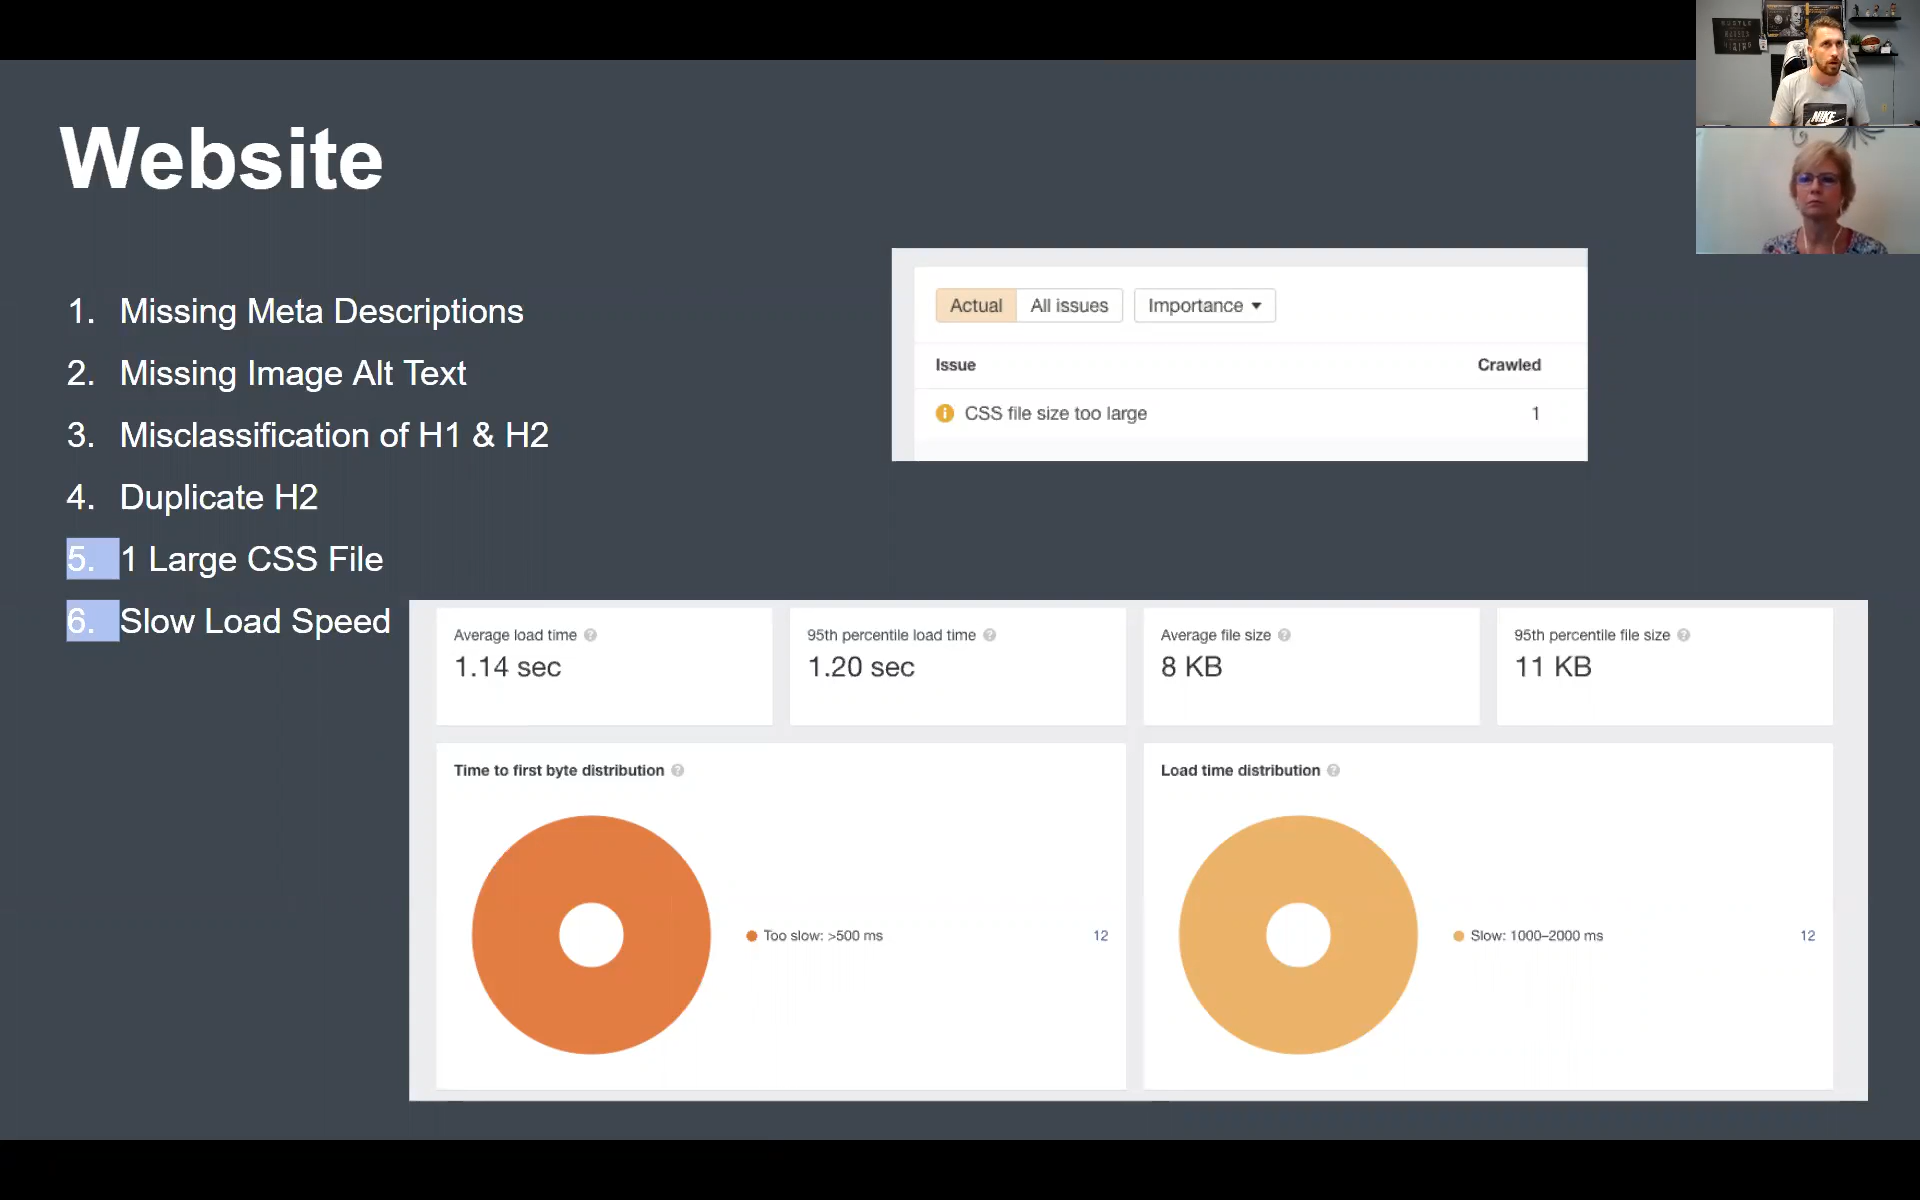 Website
1. Missing Meta Descriptions
2. Missing Image Alt Text
3. Misclassification of H1 & H2
4. Duplicate H2
5. 1 Large CSS File
6. Slow Load Speed
Actual All issues Importance
Issue Crawled
CSS file size too large 1
Average load time
1.14 sec
95th percentile load time
1.20 sec
Average file size
8 KB
95th percentile file size
11 KB
Time to first byte distribution
Too slow: >500 ms 12
Load time distribution
Slow: 1000–2000 ms 12
HUSTLE
NIKE